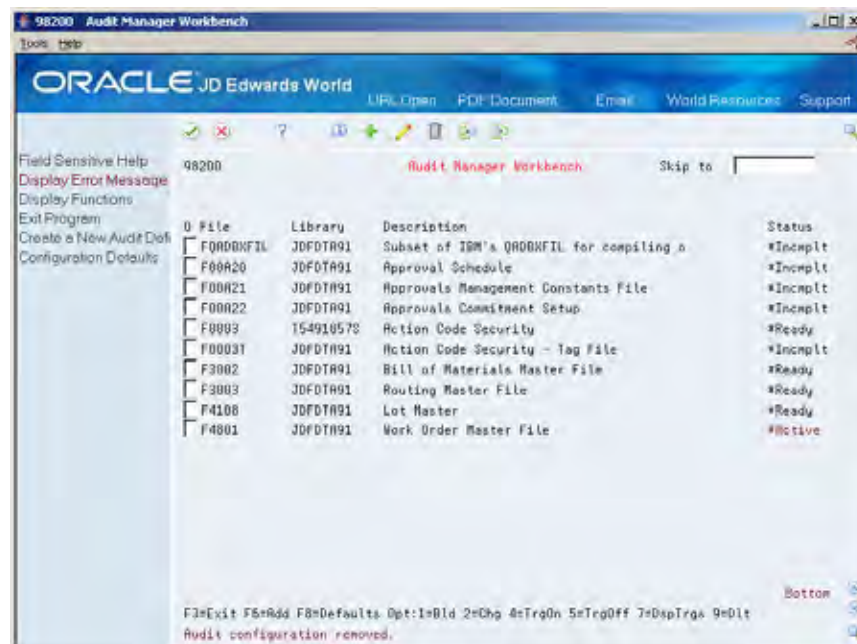 98200 Audit Manager Workbench
Tools Help
ORACLE JD Edwards World
URL Open PDF Document Email World Resources Support
Field Sensitive Help
Display Error Message
Display Functions
Exit Program
Create a New Audit Defi
Configuration Defaults
98200 Audit Manager Workbench Skip to
O File Library Description Status
FQADBXFIL JDFDTA91 Subset of IBM's QADBXFIL for compiling o *Incmplt
F00A20 JDFDTA91 Approval Schedule *Incmplt
F00A21 JDFDTA91 Approvals Management Constants File *Incmplt
F00A22 JDFDTA91 Approvals Commitment Setup *Incmplt
F0003 T5491057S Action Code Security *Ready
F0003T JDFDTA91 Action Code Security - Tag File *Incmplt
F3002 JDFDTA91 Bill of Materials Master File *Ready
F3003 JDFDTA91 Routing Master File *Ready
F4108 JDFDTA91 Lot Master *Ready
F4801 JDFDTA91 Work Order Master File *Active
Bottom
F3=Exit F6=Add F8=Defaults Opt:1=Bld 2=Chg 4=TrgOn 5=TrgOff 7=DspTrgs 9=Dlt
Audit configuration removed.